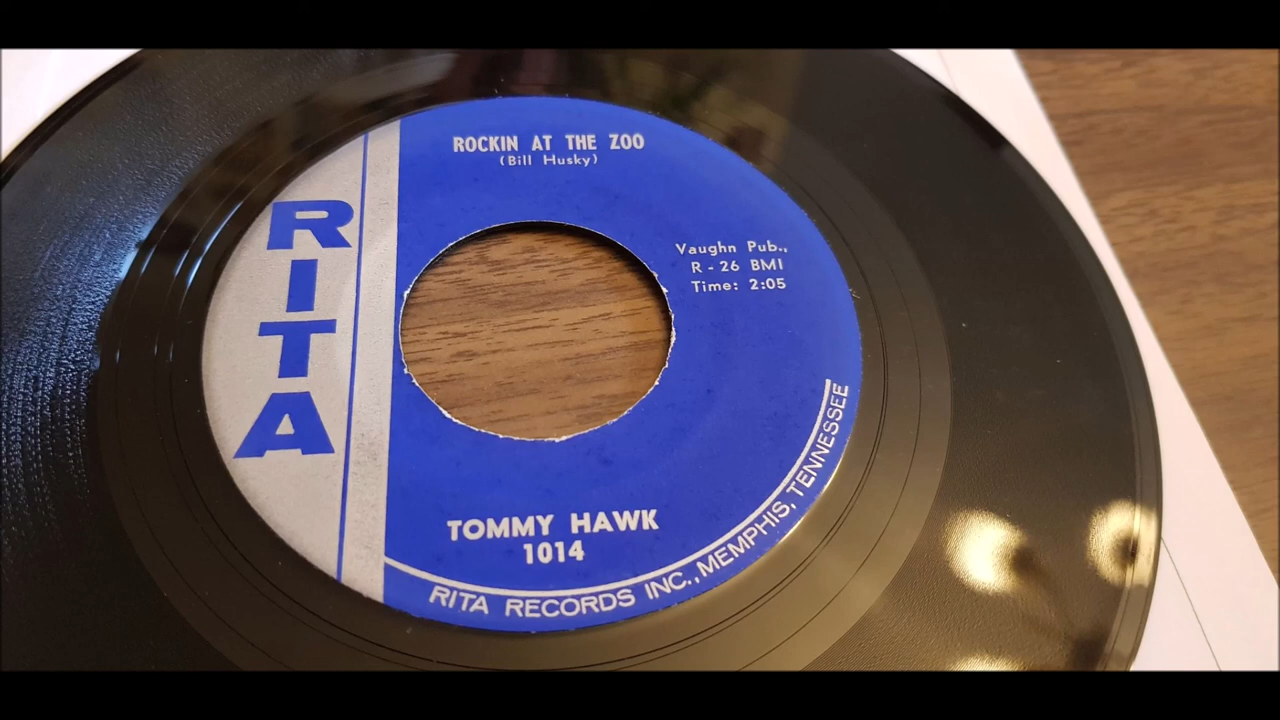 ROCKIN AT THE ZOO
(Bill Husky)
RITA
Vaughn Pub.,
R - 26 BMI
Time: 2:05
TOMMY HAWK
1014
RITA RECORDS INC., MEMPHIS, TENNESSEE